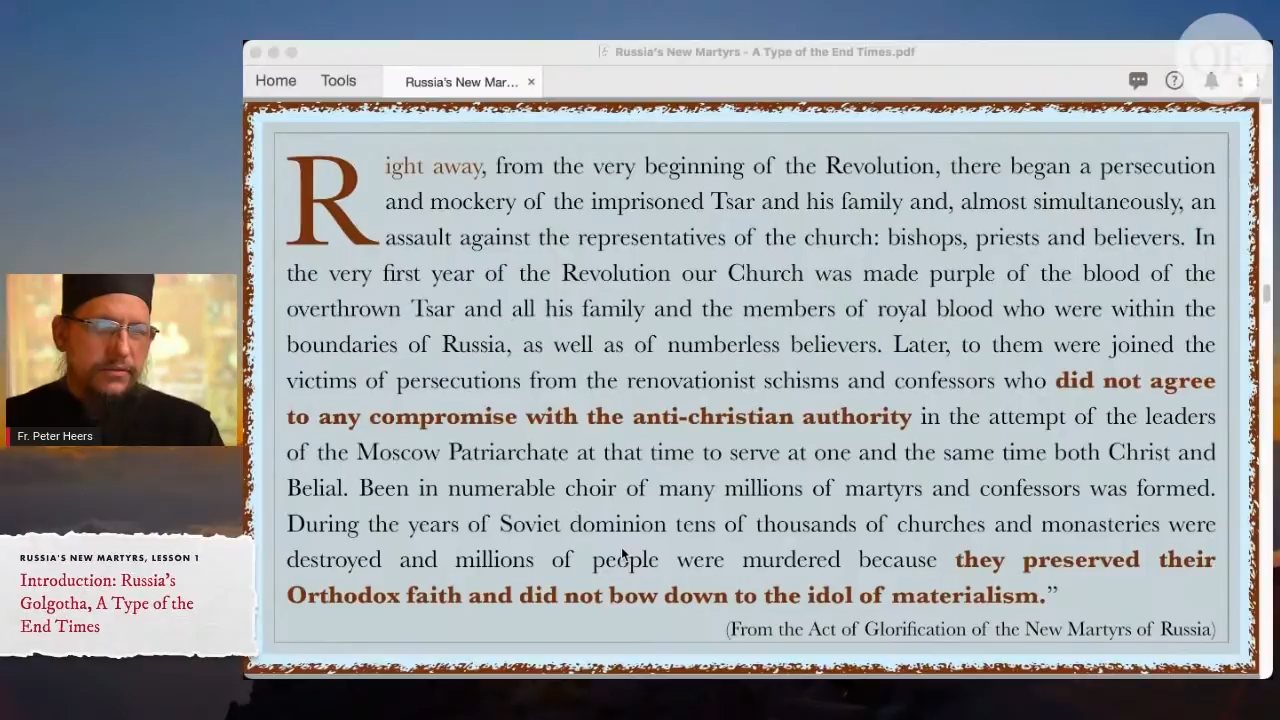 Russia's New Martyrs - A Type of the End Times.pdf
Home Tools Russia's New Mar... ×
OE
Right away, from the very beginning of the Revolution, there began a persecution
and mockery of the imprisoned Tsar and his family and, almost simultaneously, an
assault against the representatives of the church: bishops, priests and believers. In
the very first year of the Revolution our Church was made purple of the blood of the
overthrown Tsar and all his family and the members of royal blood who were within the
boundaries of Russia, as well as of numberless believers. Later, to them were joined the
victims of persecutions from the renovationist schisms and confessors who did not agree
to any compromise with the anti-christian authority in the attempt of the leaders
of the Moscow Patriarchate at that time to serve at one and the same time both Christ and
Belial. Been in numerable choir of many millions of martyrs and confessors was formed.
During the years of Soviet dominion tens of thousands of churches and monasteries were
destroyed and millions of people were murdered because they preserved their
Orthodox faith and did not bow down to the idol of materialism.”
(From the Act of Glorification of the New Martyrs of Russia)
Fr. Peter Heers
RUSSIA'S NEW MARTYRS, LESSON 1
Introduction: Russia's
Golgotha, A Type of the
End Times